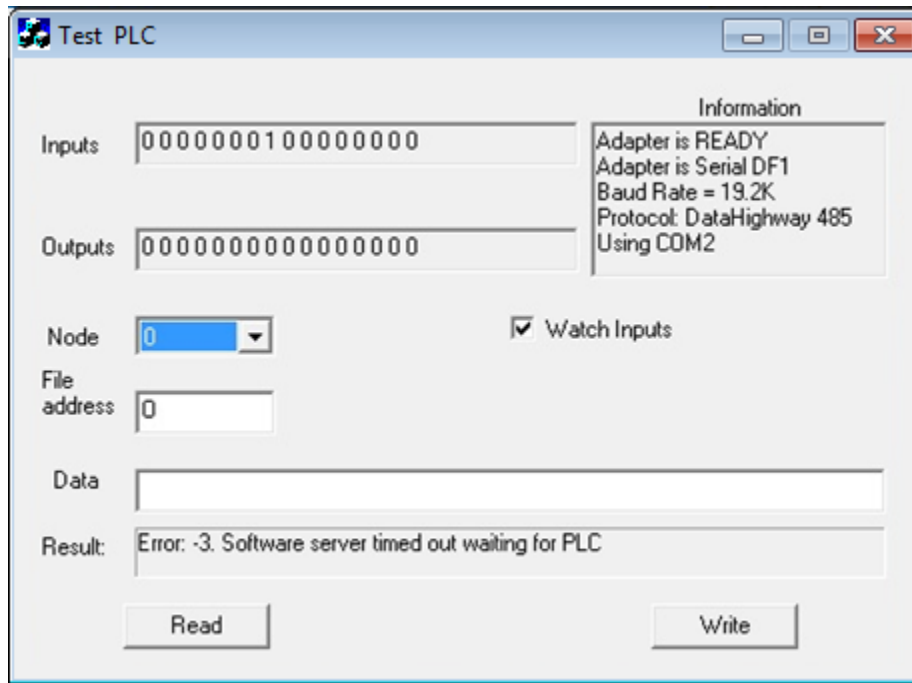 Test PLC
Information
Inputs
0000000100000000
Adapter is READY
Adapter is Serial DF1
Baud Rate = 19.2K
Protocol: DataHighway 485
Using COM2
Outputs
0000000000000000
Node
0
Watch Inputs
File
address
0
Data
Result:
Error: -3. Software server timed out waiting for PLC
Read
Write